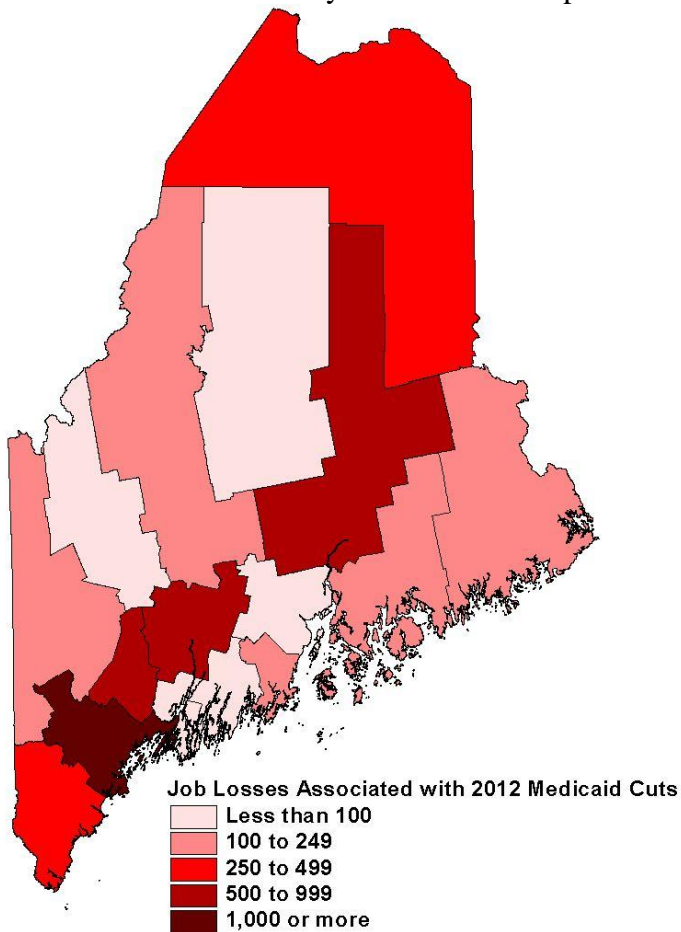 Job Losses Associated with 2012 Medicaid Cuts
Less than 100
100 to 249
250 to 499
500 to 999
1,000 or more